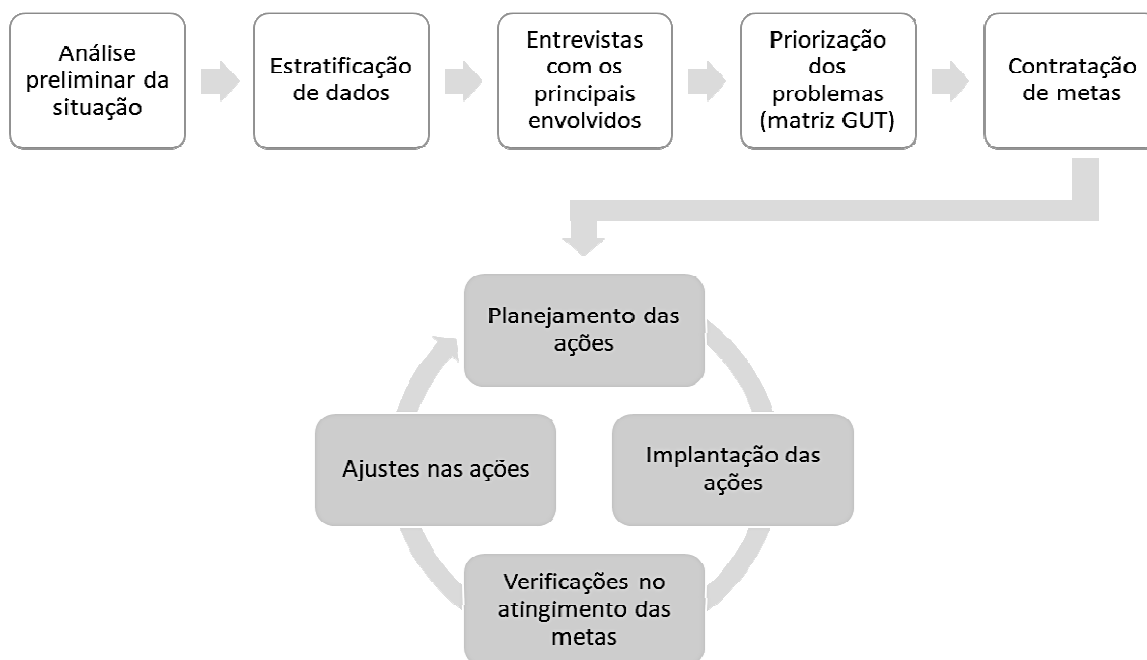 Análise
preliminar da
situação
Estratificação
de dados
Entrevistas
com os
principais
envolvidos
Priorização
dos
problemas
(matriz GUT)
Contratação
de metas
Planejamento das
ações
Implantação das
ações
Verificações no
atingimento das
metas
Ajustes nas ações